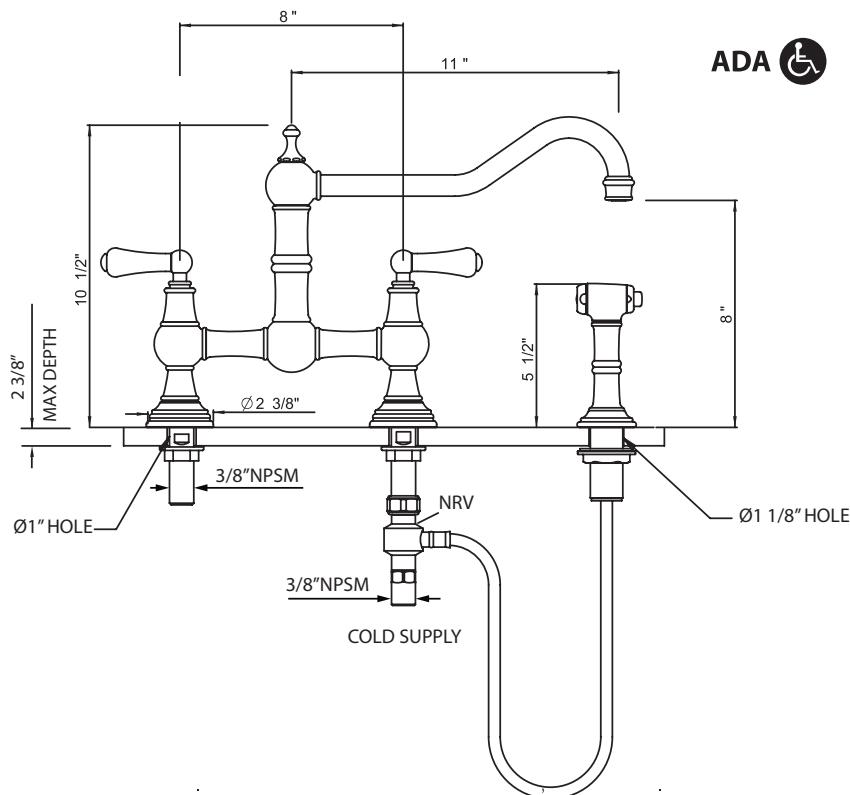 8 "
11 "
ADA
10 1/2"
8 "
5 1/2"
2 3/8"
MAX DEPTH
Ø2 3/8"
3/8"NPSM
NRV
Ø1" HOLE
Ø1 1/8" HOLE
3/8"NPSM
COLD SUPPLY